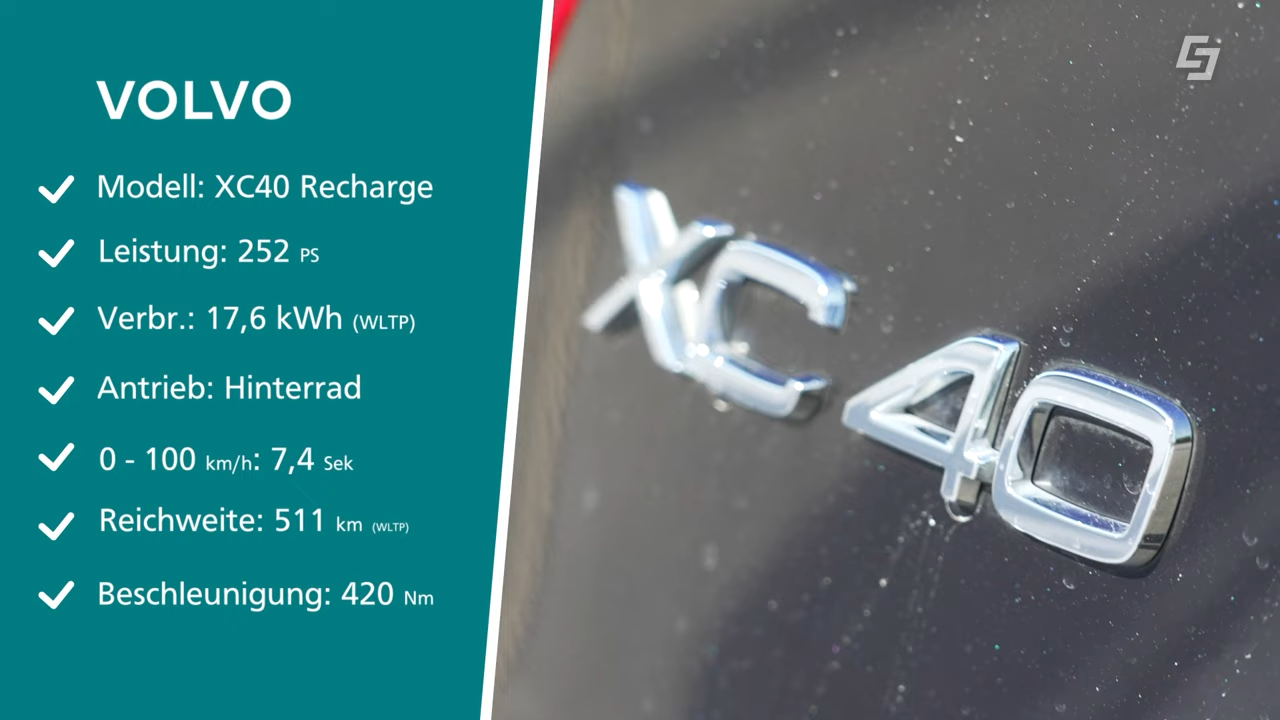 VOLVO
Modell: XC40 Recharge
Leistung: 252 PS
Verbr.: 17,6 kWh (WLTP)
Antrieb: Hinterrad
0 - 100 km/h: 7,4 Sek
Reichweite: 511 km (WLTP)
Beschleunigung: 420 Nm
XC40